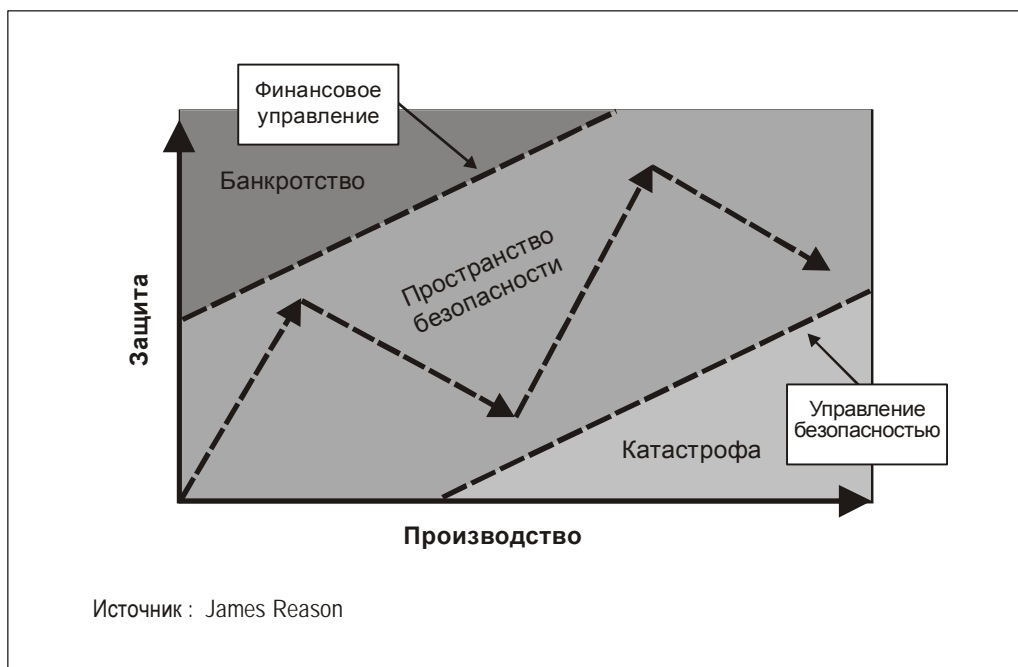 Финансовое
управление
Банкротство
Пространство
безопасности
Защита
Управление
безопасностью
Катастрофа
Производство
Источник : James Reason